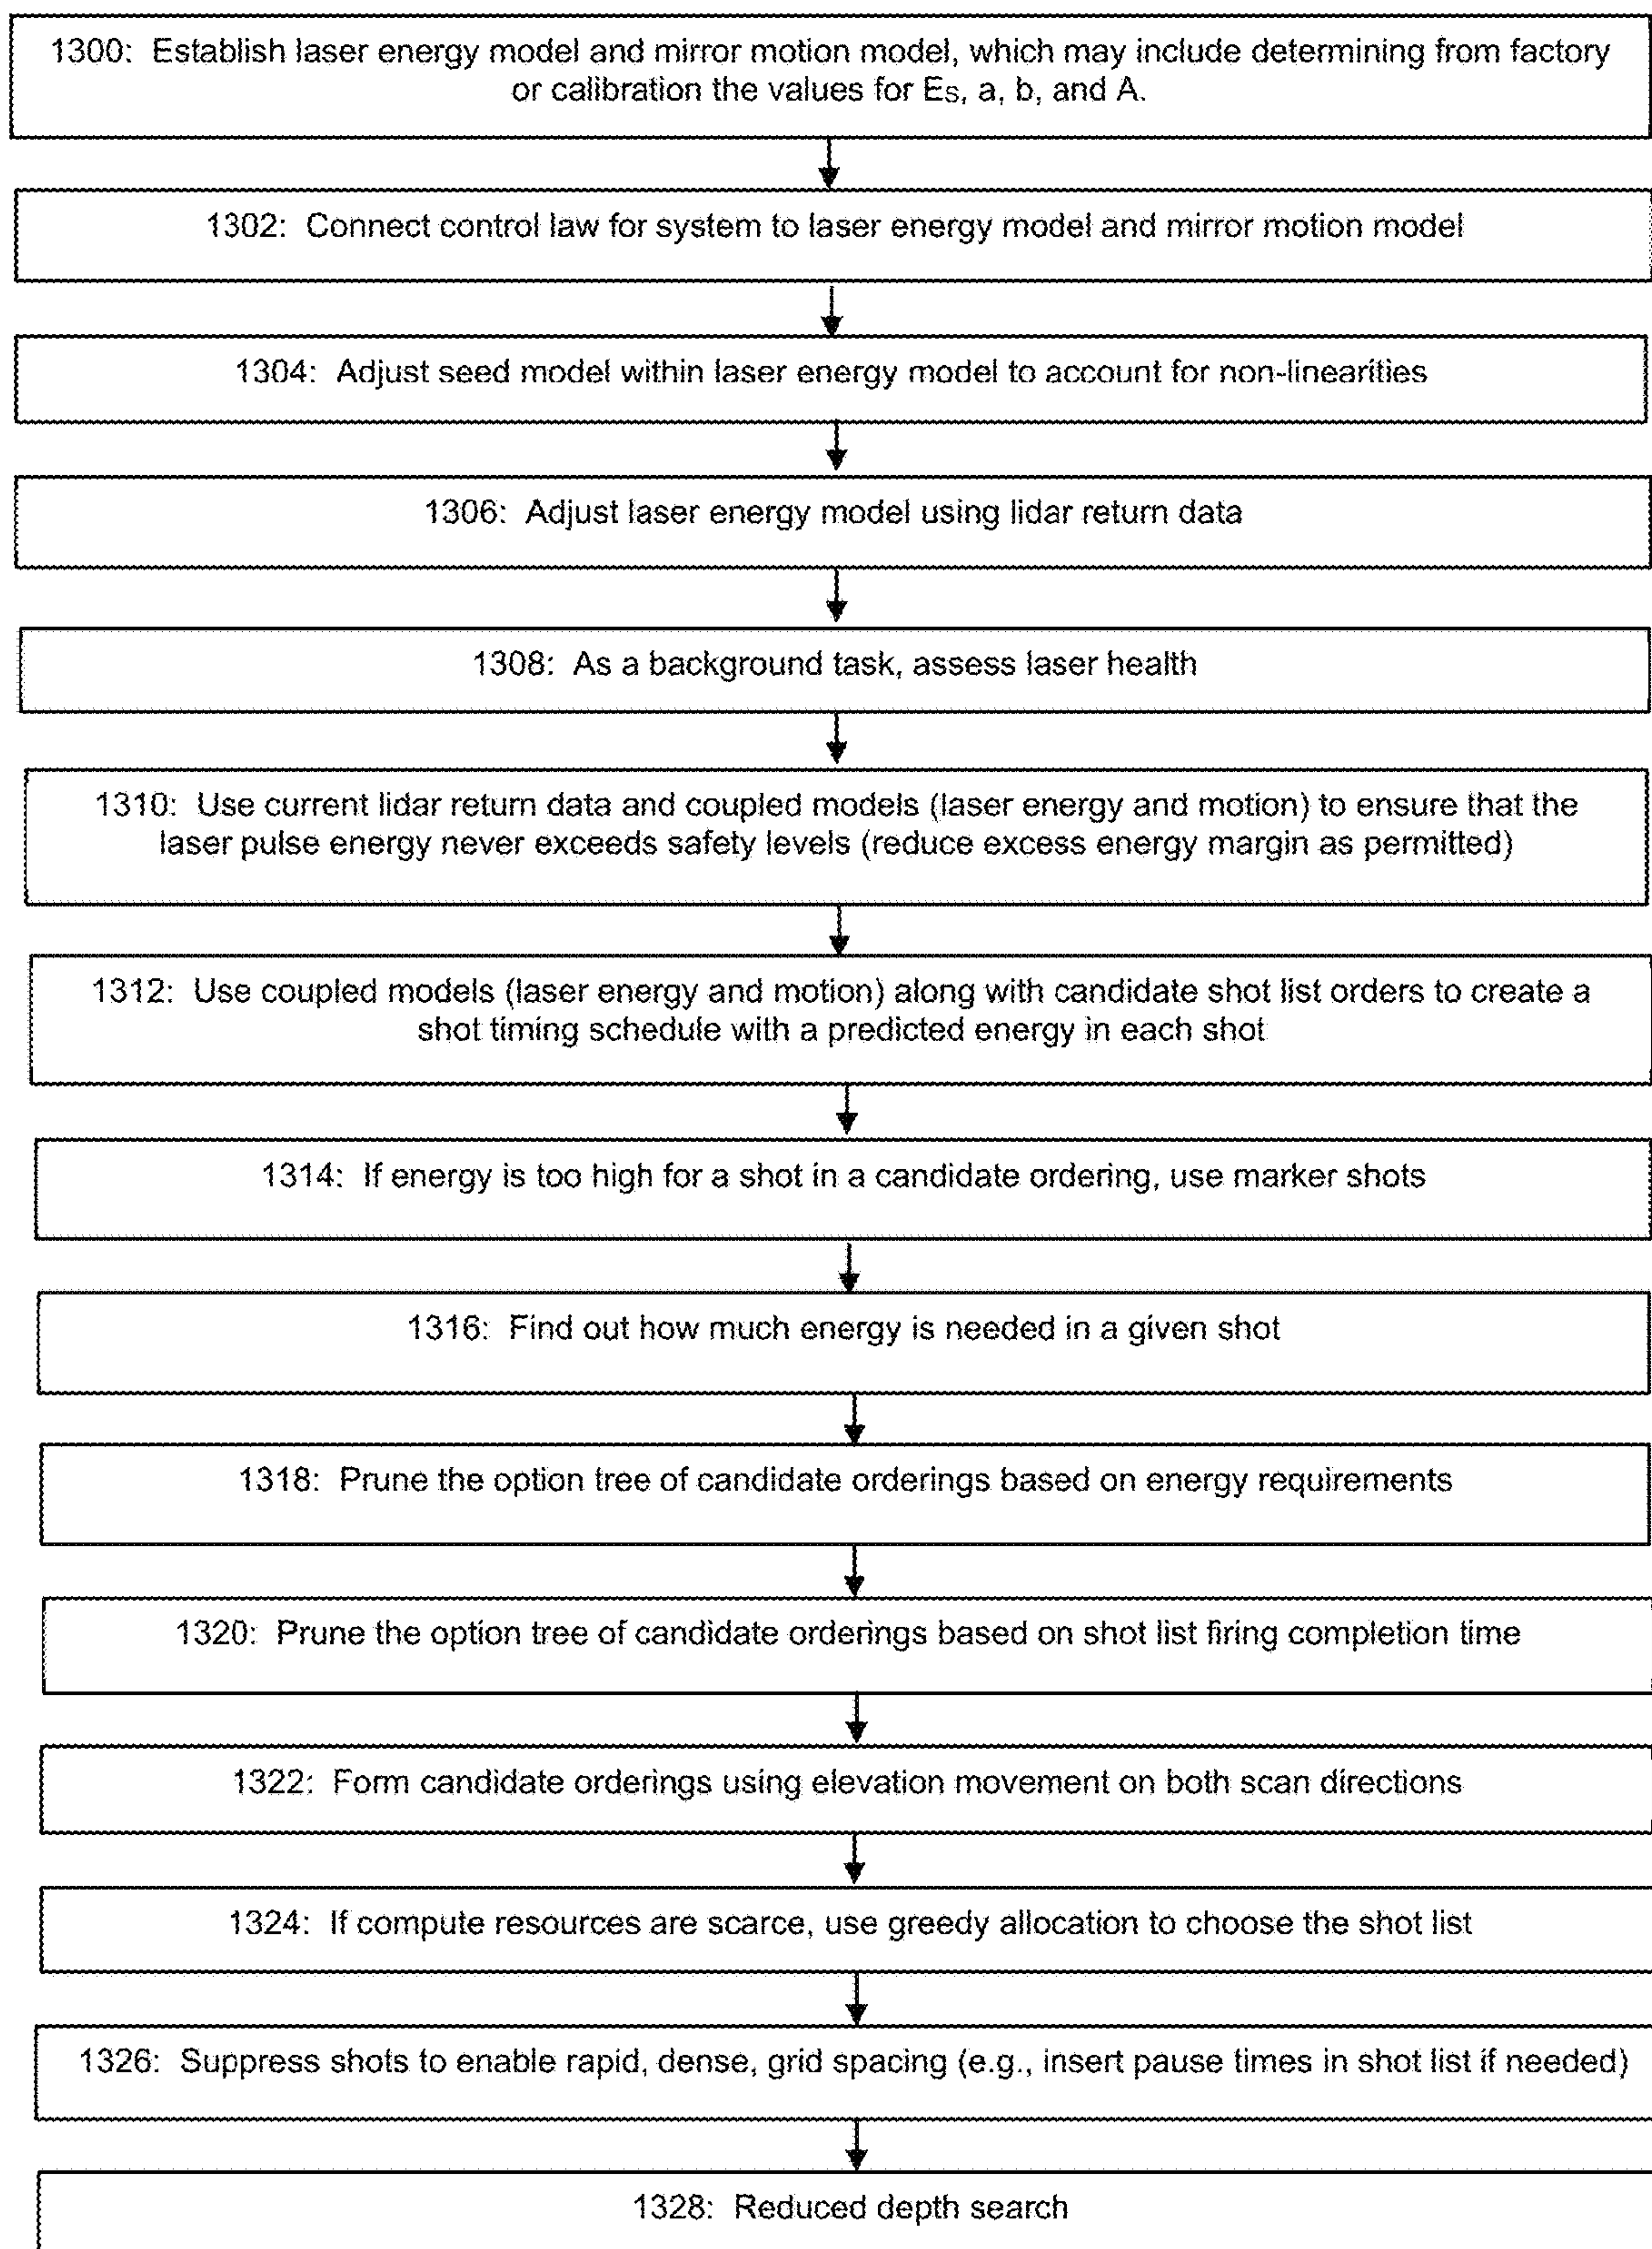 1300: Establish laser energy model and mirror motion model, which may include determining from factory
or calibration the values for Es, a, b, and A.
1302: Connect control law for system to laser energy model and mirror motion model
1304: Adjust seed model within laser energy model to account for non-linearities
1306: Adjust laser energy model using lidar return data
1308: As a background task, assess laser health
1310: Use current lidar return data and coupled models (laser energy and motion) to ensure that the
laser pulse energy never exceeds safety levels (reduce excess energy margin as permitted)
1312: Use coupled models (laser energy and motion) along with candidate shot list orders to create a
shot timing schedule with a predicted energy in each shot
1314: If energy is too high for a shot in a candidate ordering, use marker shots
1316: Find out how much energy is needed in a given shot
1318: Prune the option tree of candidate orderings based on energy requirements
1320: Prune the option tree of candidate orderings based on shot list firing completion time
1322: Form candidate orderings using elevation movement on both scan directions
1324: If compute resources are scarce, use greedy allocation to choose the shot list
1326: Suppress shots to enable rapid, dense, grid spacing (e.g., insert pause times in shot list if needed)
1328: Reduced depth search